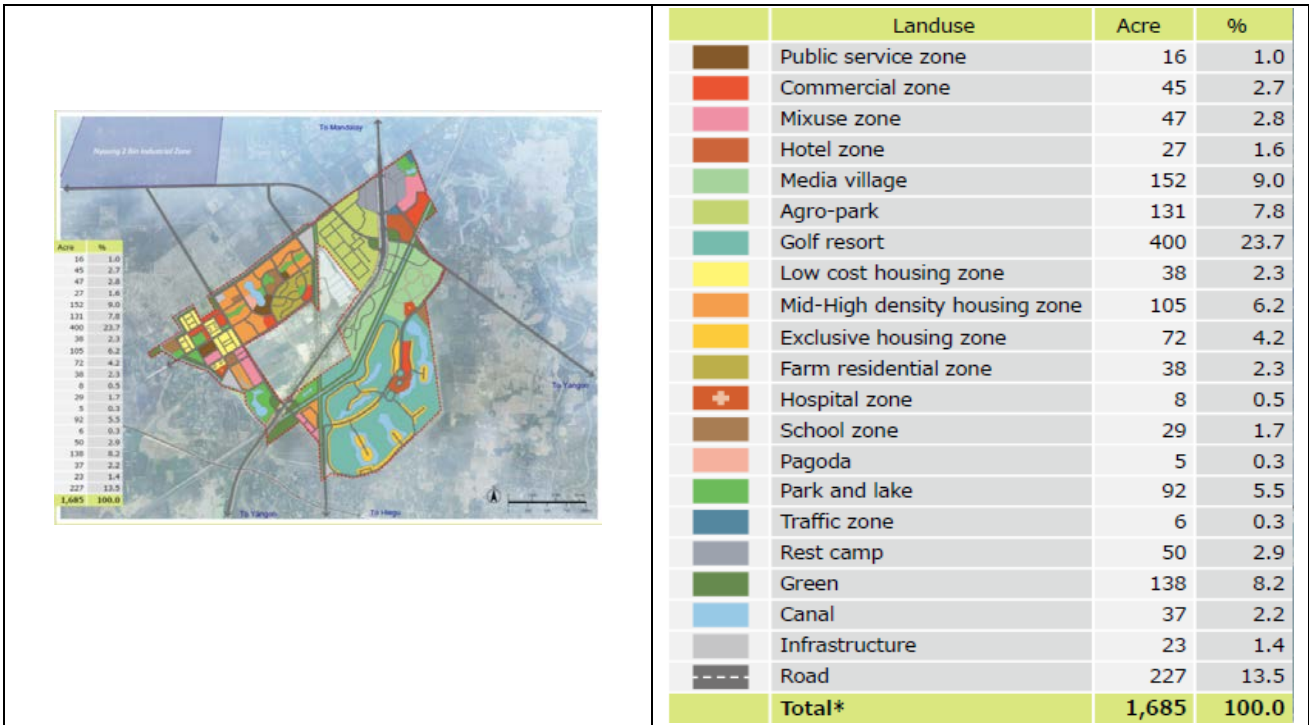 To Mandalay
Acre %
16 1.0
45 2.7
47 2.8
27 1.6
152 9.0
131 7.8
400 23.7
38 2.3
105 6.2
72 4.2
38 2.3
8 0.5
29 1.7
5 0.3
92 5.5
6 0.3
50 2.9
138 8.2
37 2.2
23 1.4
227 13.5
1,685 100.0
To Yangon
To Yangon
To Hlegu
Landuse Acre %
Public service zone 16 1.0
Commercial zone 45 2.7
Mixuse zone 47 2.8
Hotel zone 27 1.6
Media village 152 9.0
Agro-park 131 7.8
Golf resort 400 23.7
Low cost housing zone 38 2.3
Mid-High density housing zone 105 6.2
Exclusive housing zone 72 4.2
Farm residential zone 38 2.3
Hospital zone 8 0.5
School zone 29 1.7
Pagoda 5 0.3
Park and lake 92 5.5
Traffic zone 6 0.3
Rest camp 50 2.9
Green 138 8.2
Canal 37 2.2
Infrastructure 23 1.4
Road 227 13.5
Total* 1,685 100.0